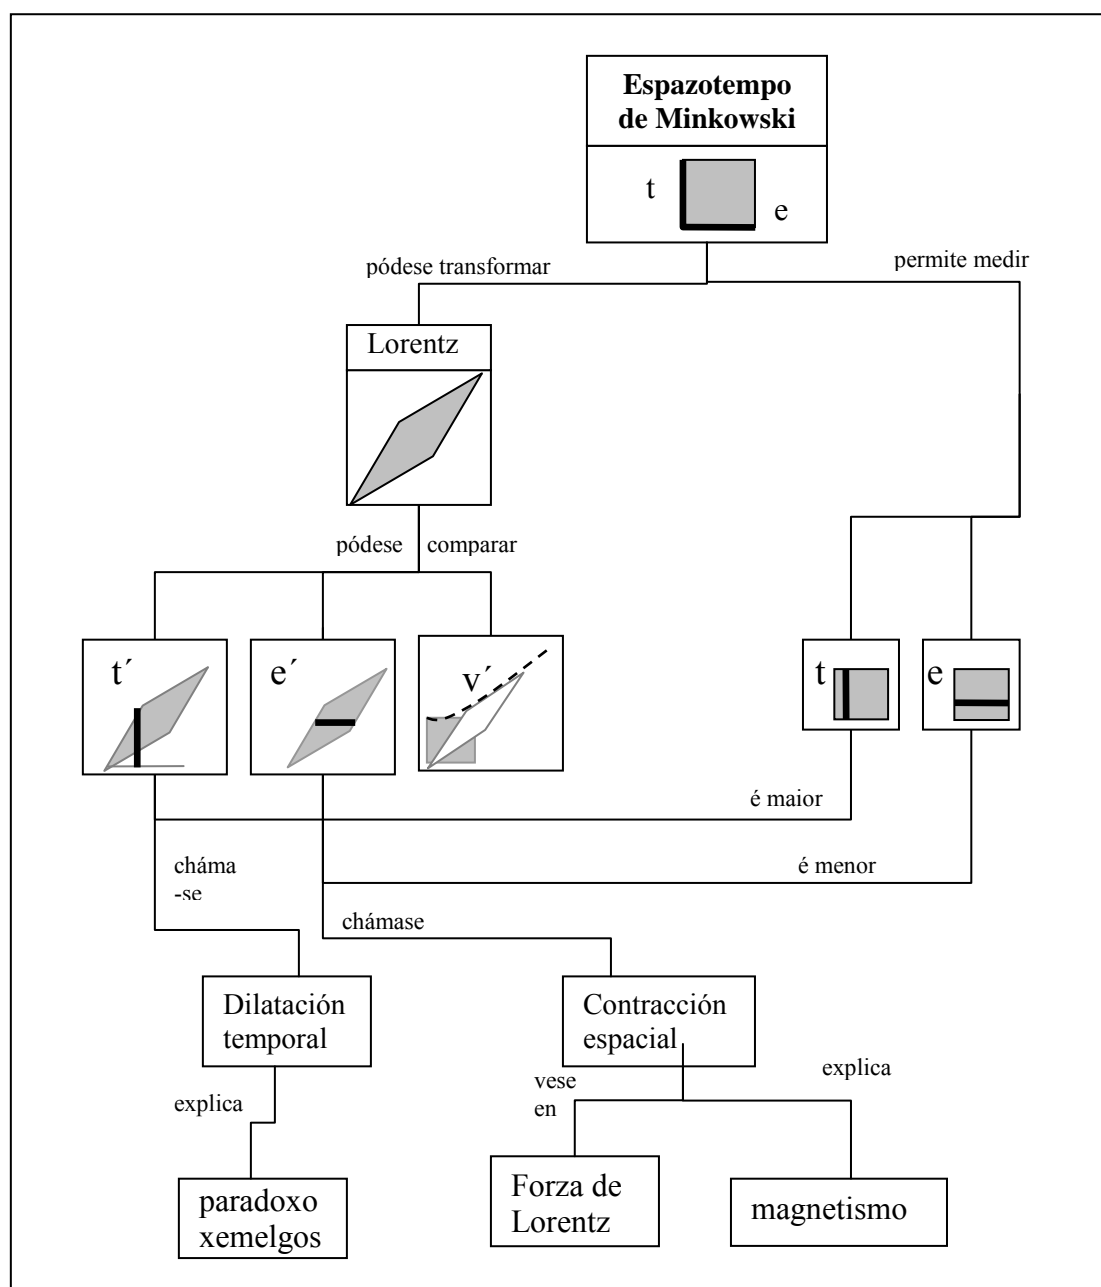 Espazotempo
de Minkowski
t
e
pódese transformar
permite medir
Lorentz
pódese comparar
t´
e´
v´
t
e
é maior
é menor
cháma
-se
chámase
Dilatación
temporal
Contracción
espacial
explica
vese
en
explica
paradoxo
xemelgos
Forza de
Lorentz
magnetismo